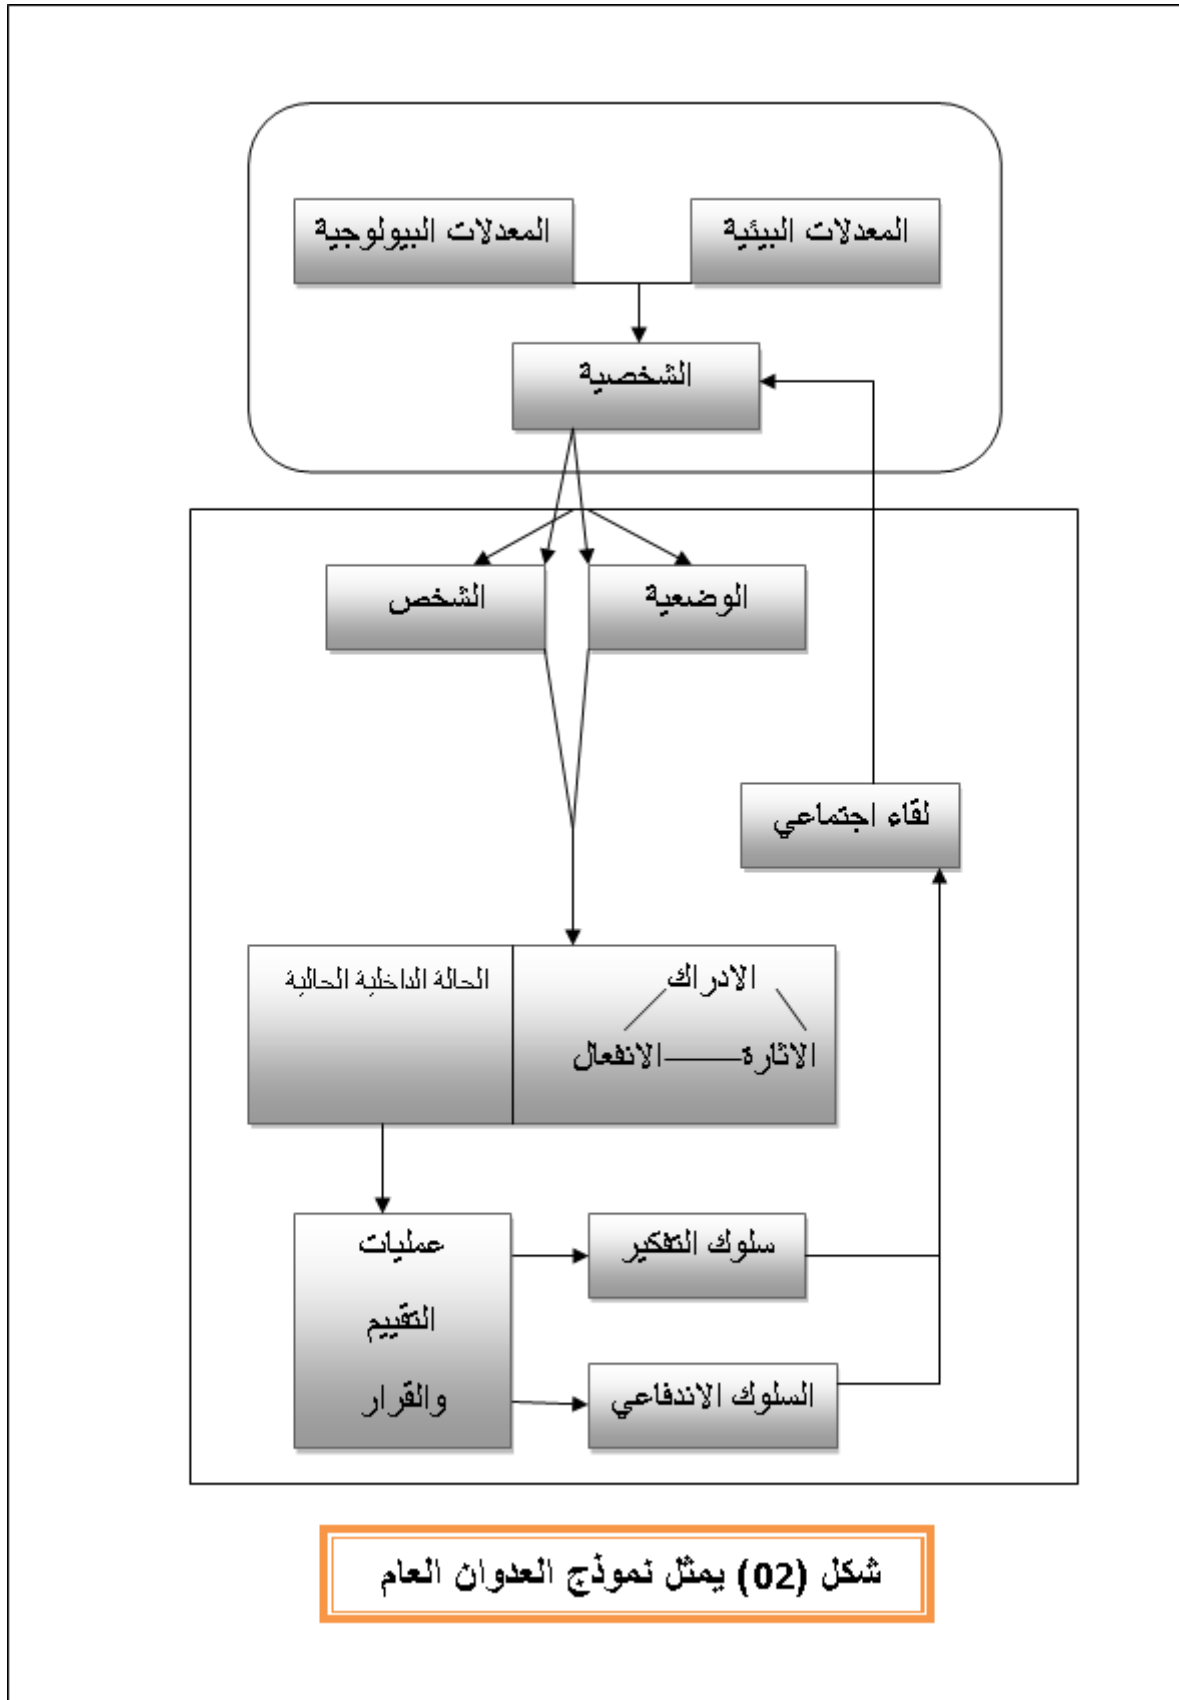 المعدلات البيئية
المعدلات البيولوجية
الشخصية
الوضعية
الشخص
لقاء اجتماعي
الادراك
الحالة الداخلية الحالية
الاثارة
الانفعال
عمليات
التقييم
والقرار
سلوك التفكير
السلوك الاندفاعي
شكل (02) يمثل نموذج العدوان العام